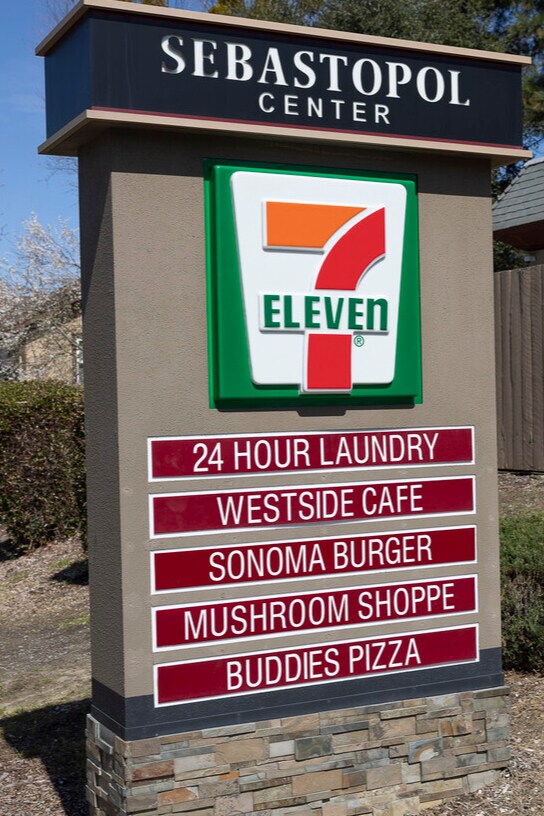 SEBASTOPOL
CENTER
7
ELEVEn
®
24 HOUR LAUNDRY
WESTSIDE CAFE
SONOMA BURGER
MUSHROOM SHOPPE
BUDDIES PIZZA